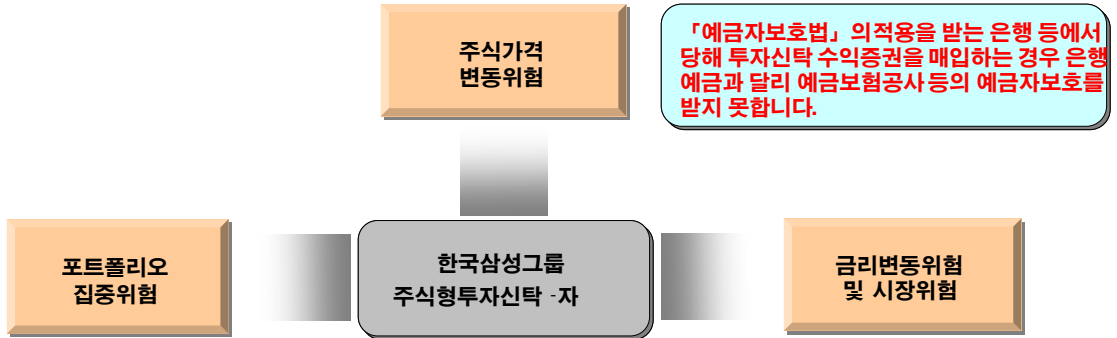 주식가격
변동위험
「예금자보호법」의적용을 받는 은행 등에서
당해 투자신탁 수익증권을 매입하는 경우 은행
예금과 달리 예금보험공사 등의 예금자보호를
받지 못합니다.
포트폴리오
집중위험
한국삼성그룹
주식형투자신탁 -자
금리변동위험
및 시장위험